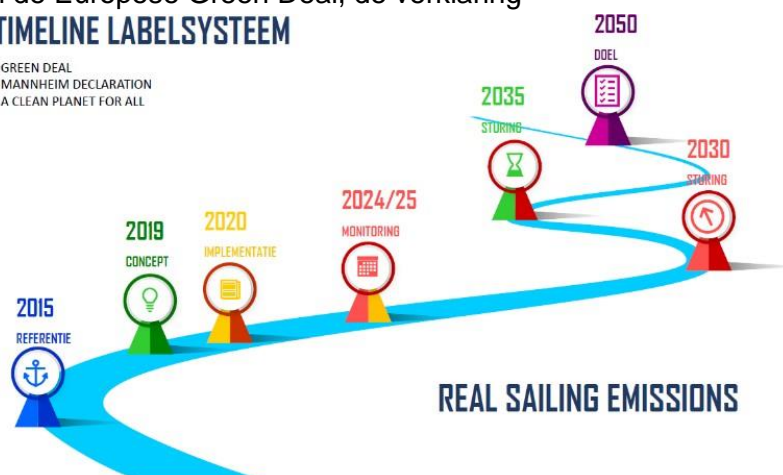 de Europese Green Deal, de verklaring
TIMELINE LABELSYSTEEM
GREEN DEAL
MANNHEIM DECLARATION
A CLEAN PLANET FOR ALL
2050
DOEL
2035
STURING
2030
STURING
2024/25
MONITORING
2020
IMPLEMENTATIE
2019
CONCEPT
2015
REFERENTIE
REAL SAILING EMISSIONS